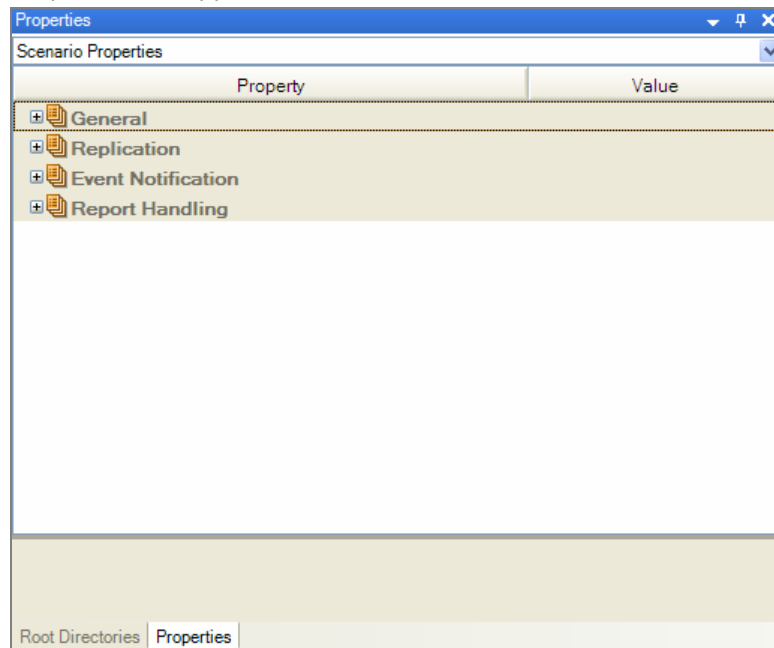 Properties
Scenario Properties
Property Value
General
Replication
Event Notification
Report Handling
Root Directories Properties